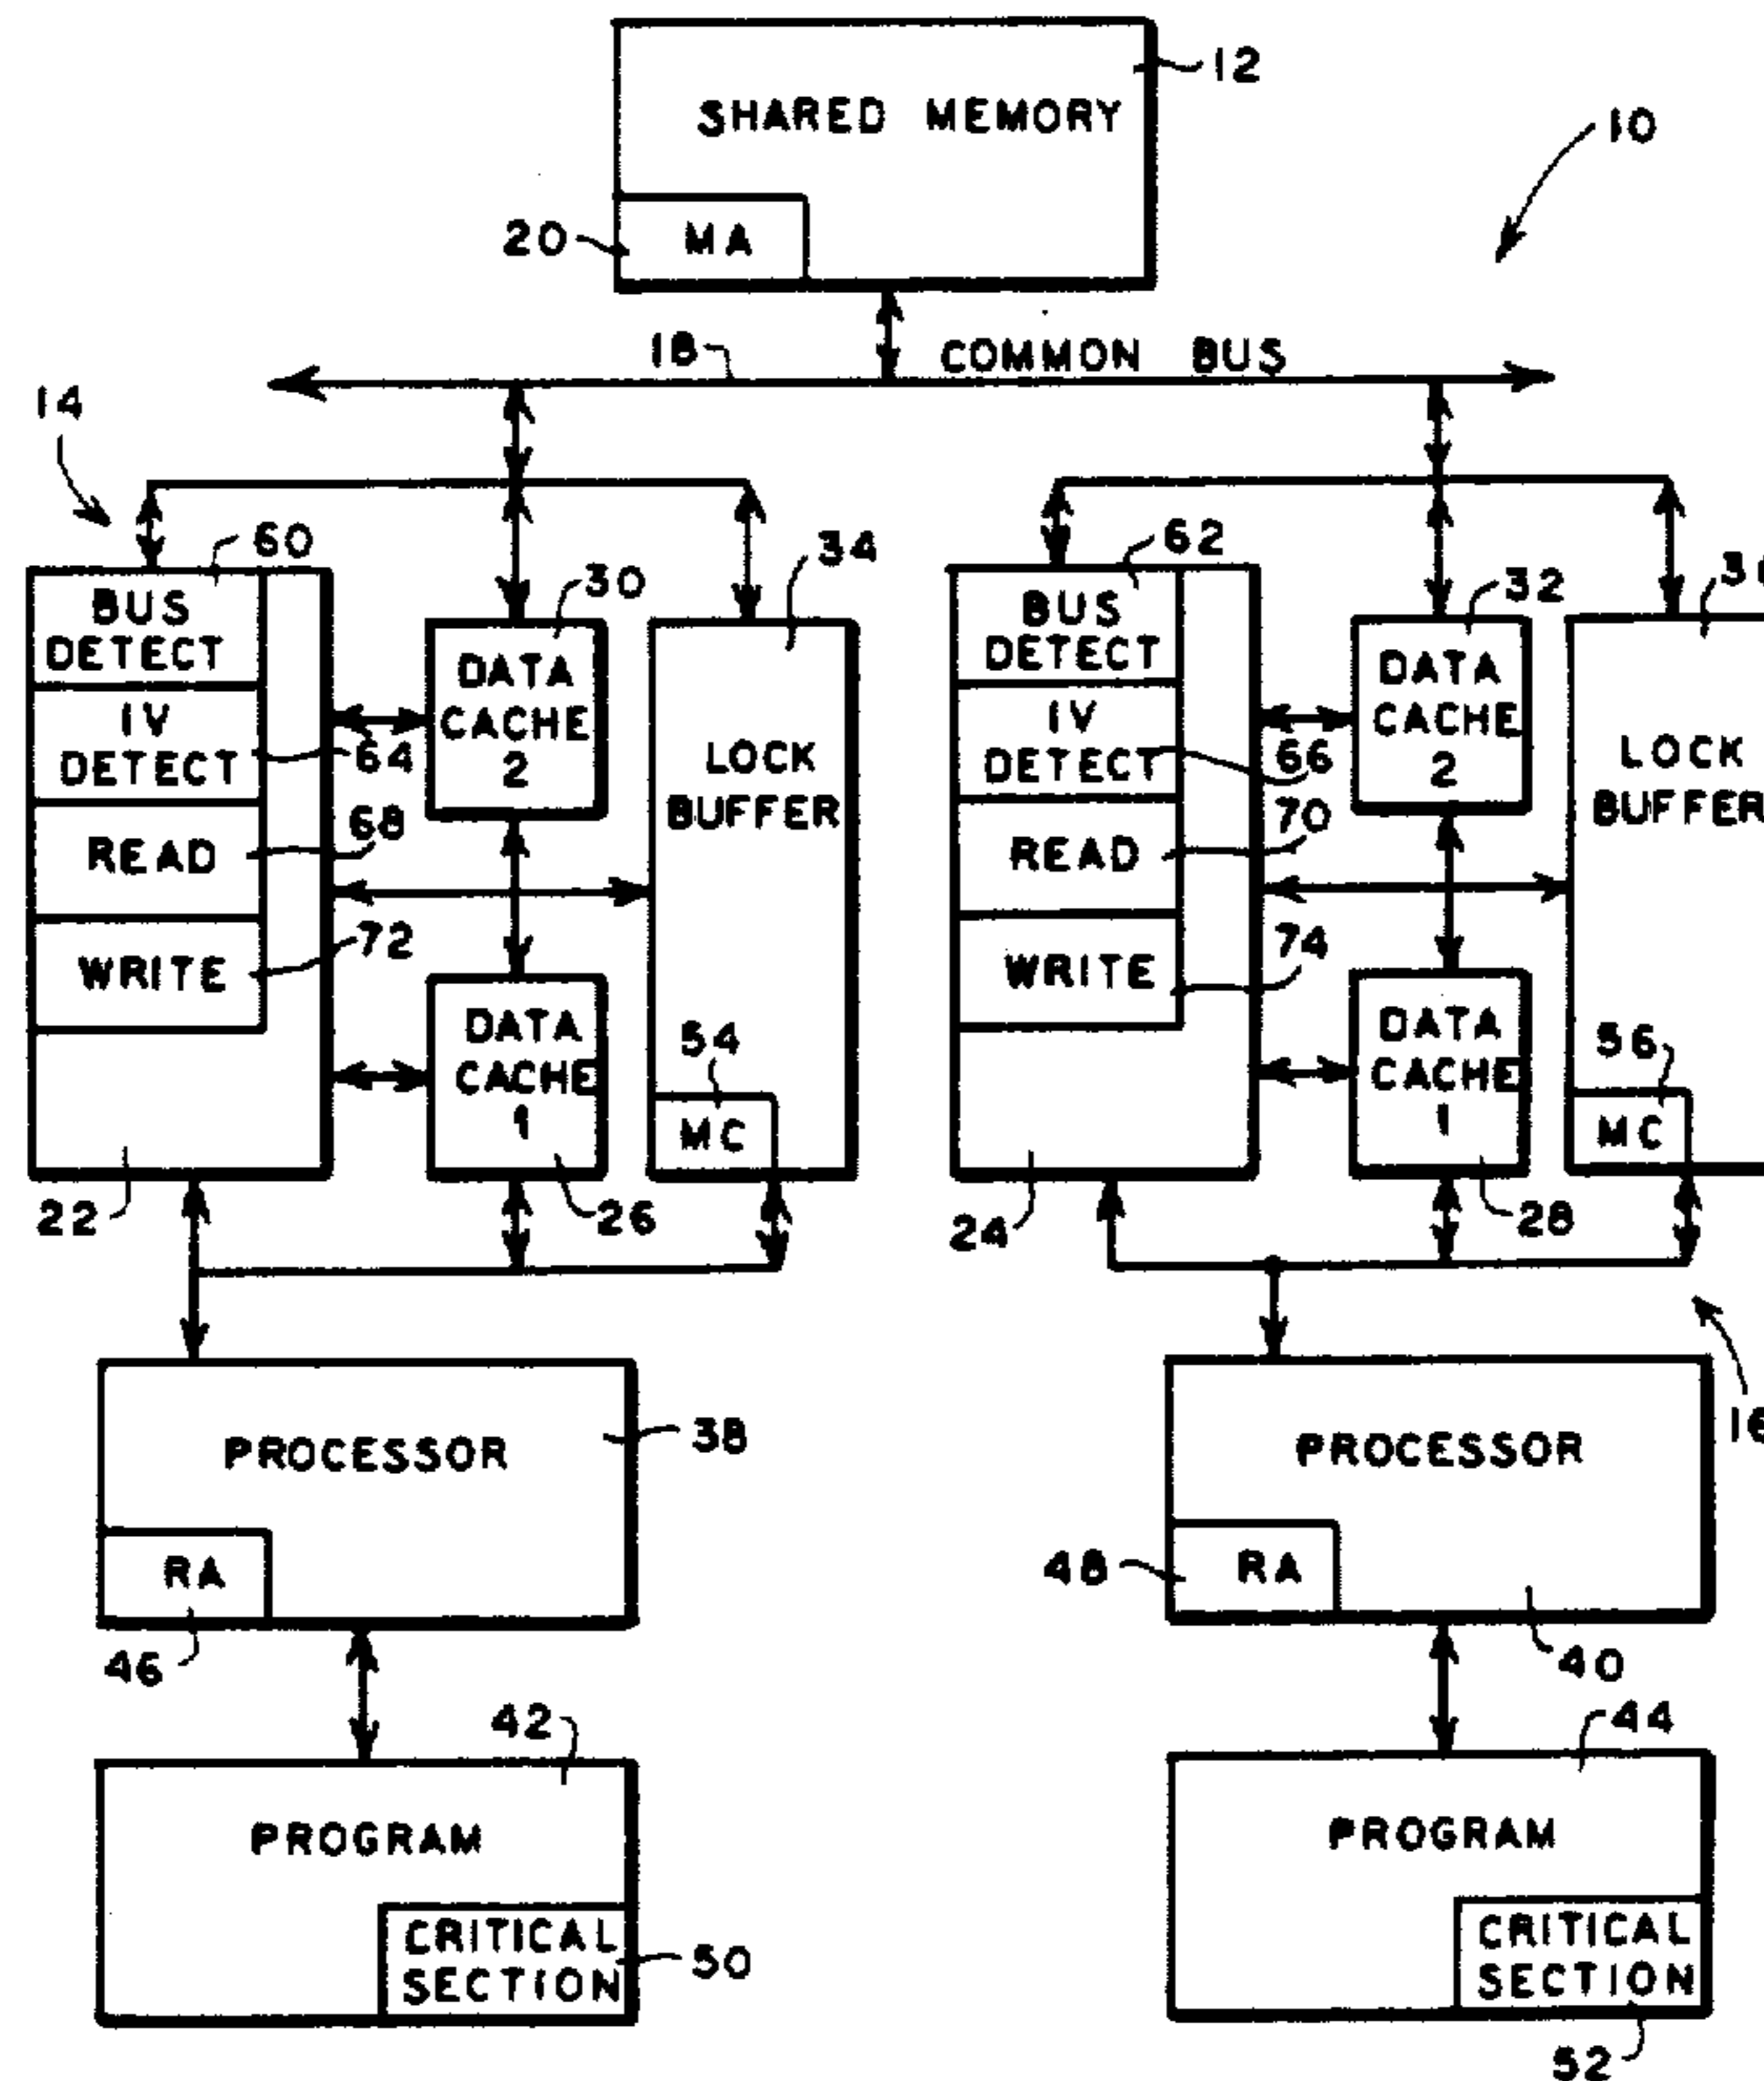 12
SHARED MEMORY
10
20
MA
18
COMMON BUS
14
60
BUS
DETECT
IV
DETECT
64
READ
68
WRITE
72
22
30
DATA
CACHE
2
34
LOCK
BUFFER
DATA
CACHE
1
26
54
MC
62
BUS
DETECT
IV
DETECT
66
READ
70
WRITE
74
24
32
DATA
CACHE
2
LOCK
BUFFER
DATA
CACHE
1
28
56
MC
PROCESSOR
38
RA
46
PROCESSOR
48
RA
40
42
PROGRAM
CRITICAL
SECTION
50
44
PROGRAM
CRITICAL
SECTION
52